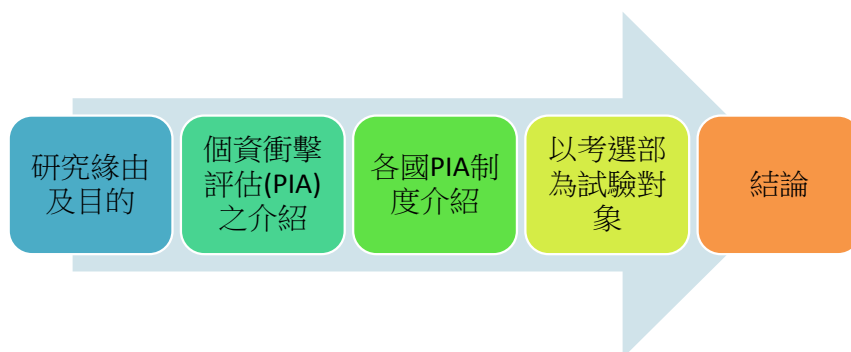 研究緣由
及目的
個資衝擊
評估(PIA)
之介紹
各國PIA制
度介紹
以考選部
為試驗對
象
結論